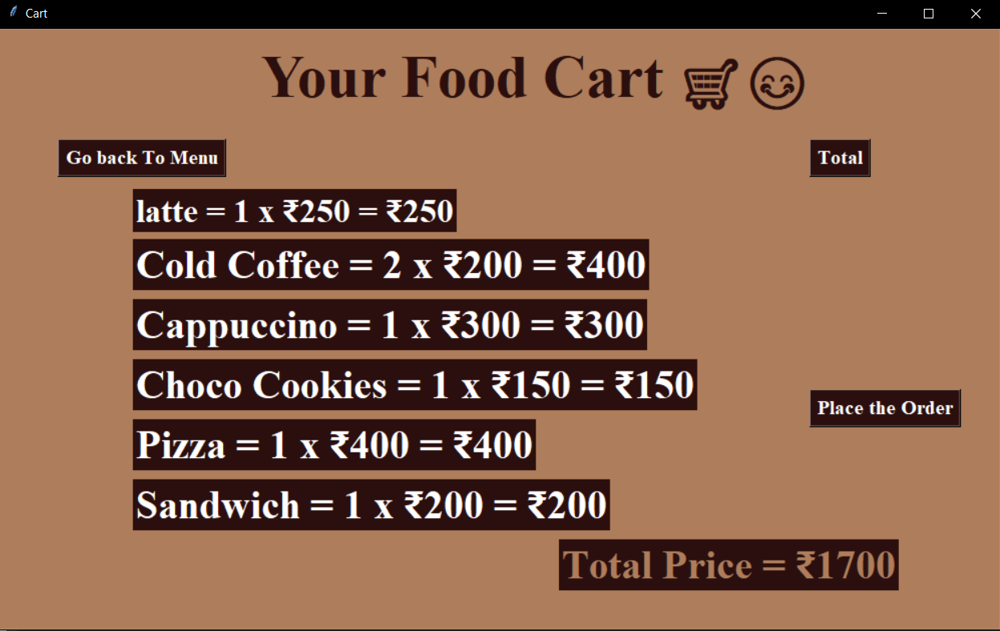 Cart
Your Food Cart 🛒 😊
Go back To Menu
Total
latte = 1 x ₹250 = ₹250
Cold Coffee = 2 x ₹200 = ₹400
Cappuccino = 1 x ₹300 = ₹300
Choco Cookies = 1 x ₹150 = ₹150
Place the Order
Pizza = 1 x ₹400 = ₹400
Sandwich = 1 x ₹200 = ₹200
Total Price = ₹1700